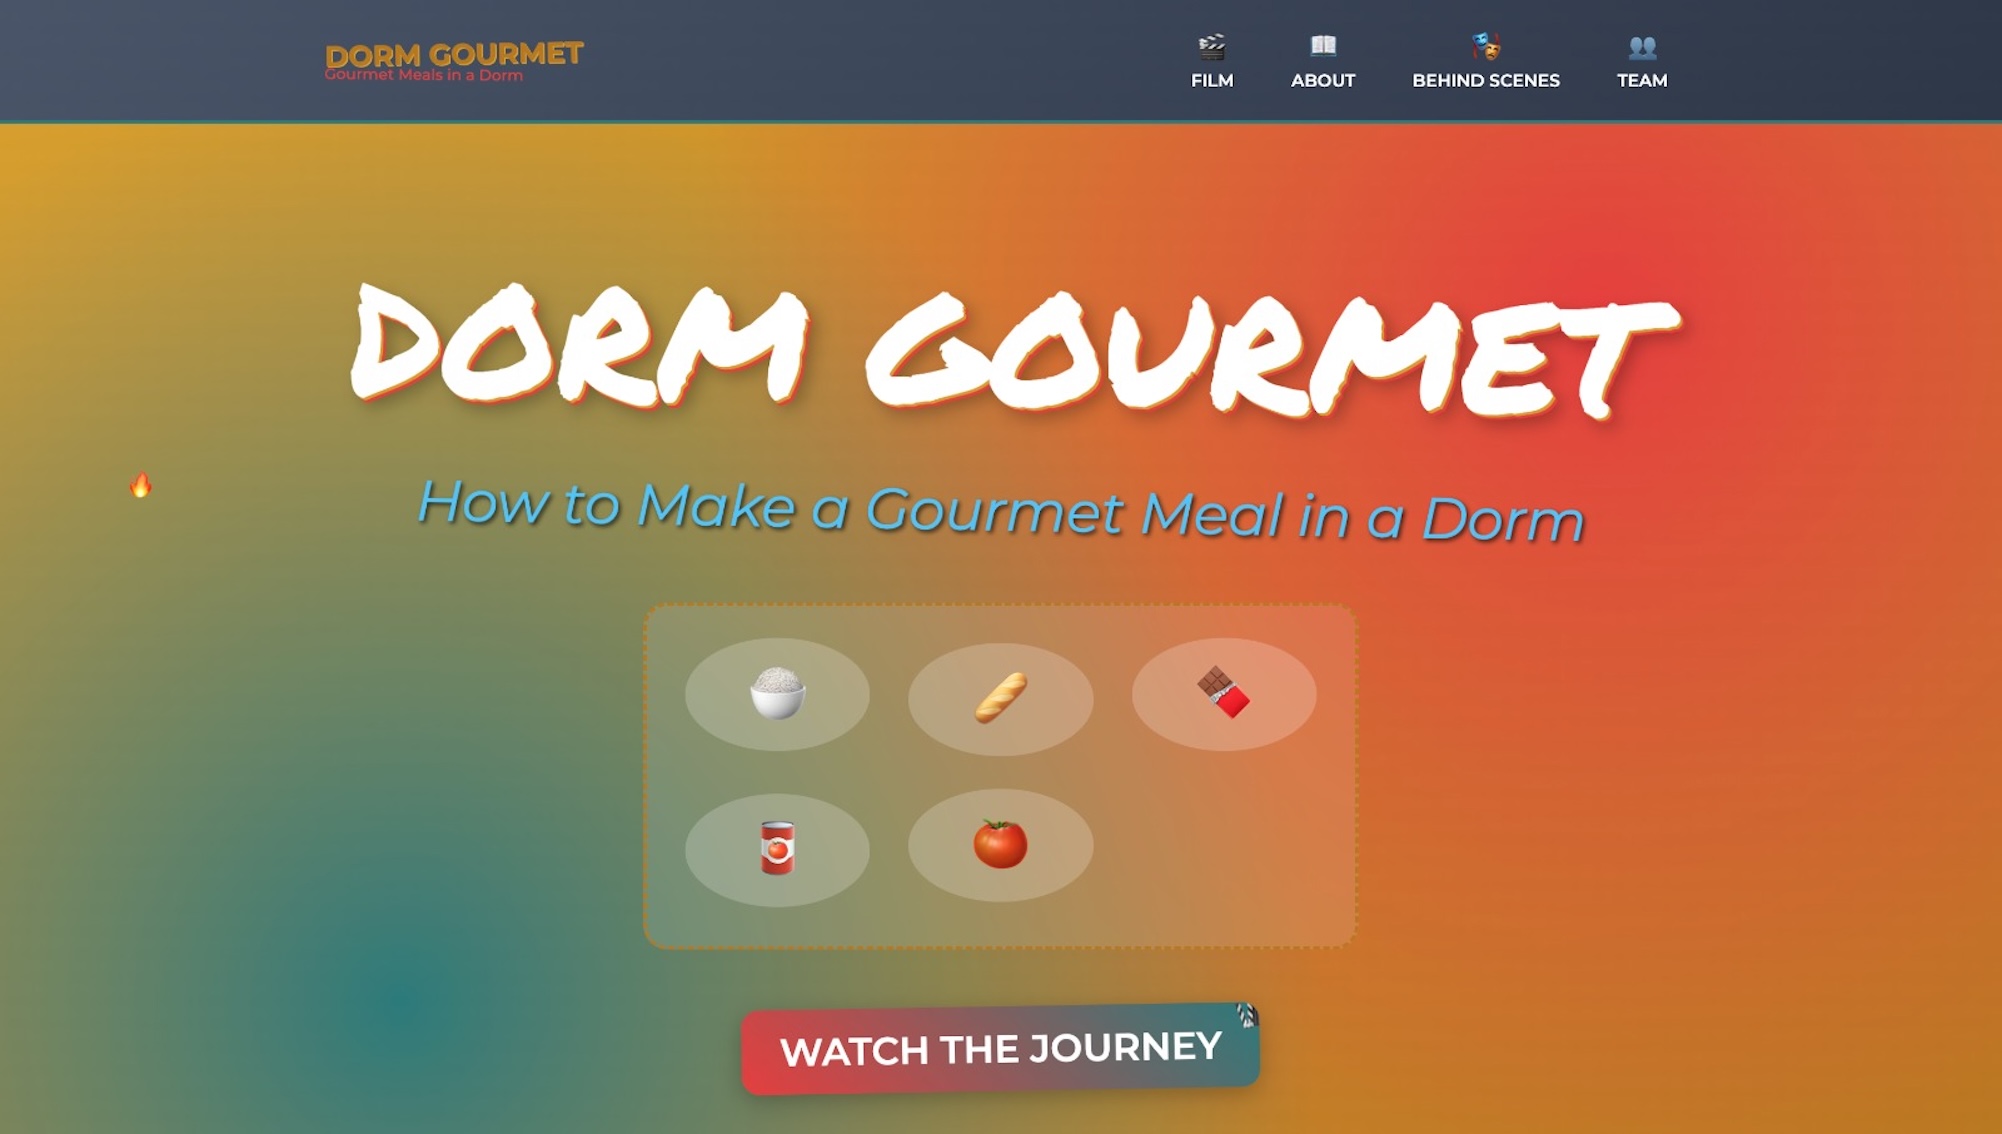 DORM GOURMET
Gourmet Meals in a Dorm
FILM
ABOUT
BEHIND SCENES
TEAM
DORM GOURMET
How to Make a Gourmet Meal in a Dorm
WATCH THE JOURNEY